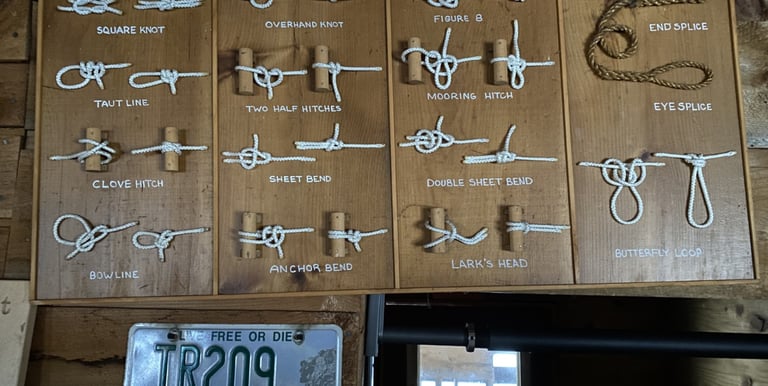 SQUARE KNOT
OVERHAND KNOT
FIGURE 8
END SPLICE
TAUT LINE
TWO HALF HITCHES
MOORING HITCH
EYE SPLICE
CLOVE HITCH
SHEET BEND
DOUBLE SHEET BEND
BOWLINE
ANCHOR BEND
LARK'S HEAD
BUTTERFLY LOOP
LIVE FREE OR DIE
TR209